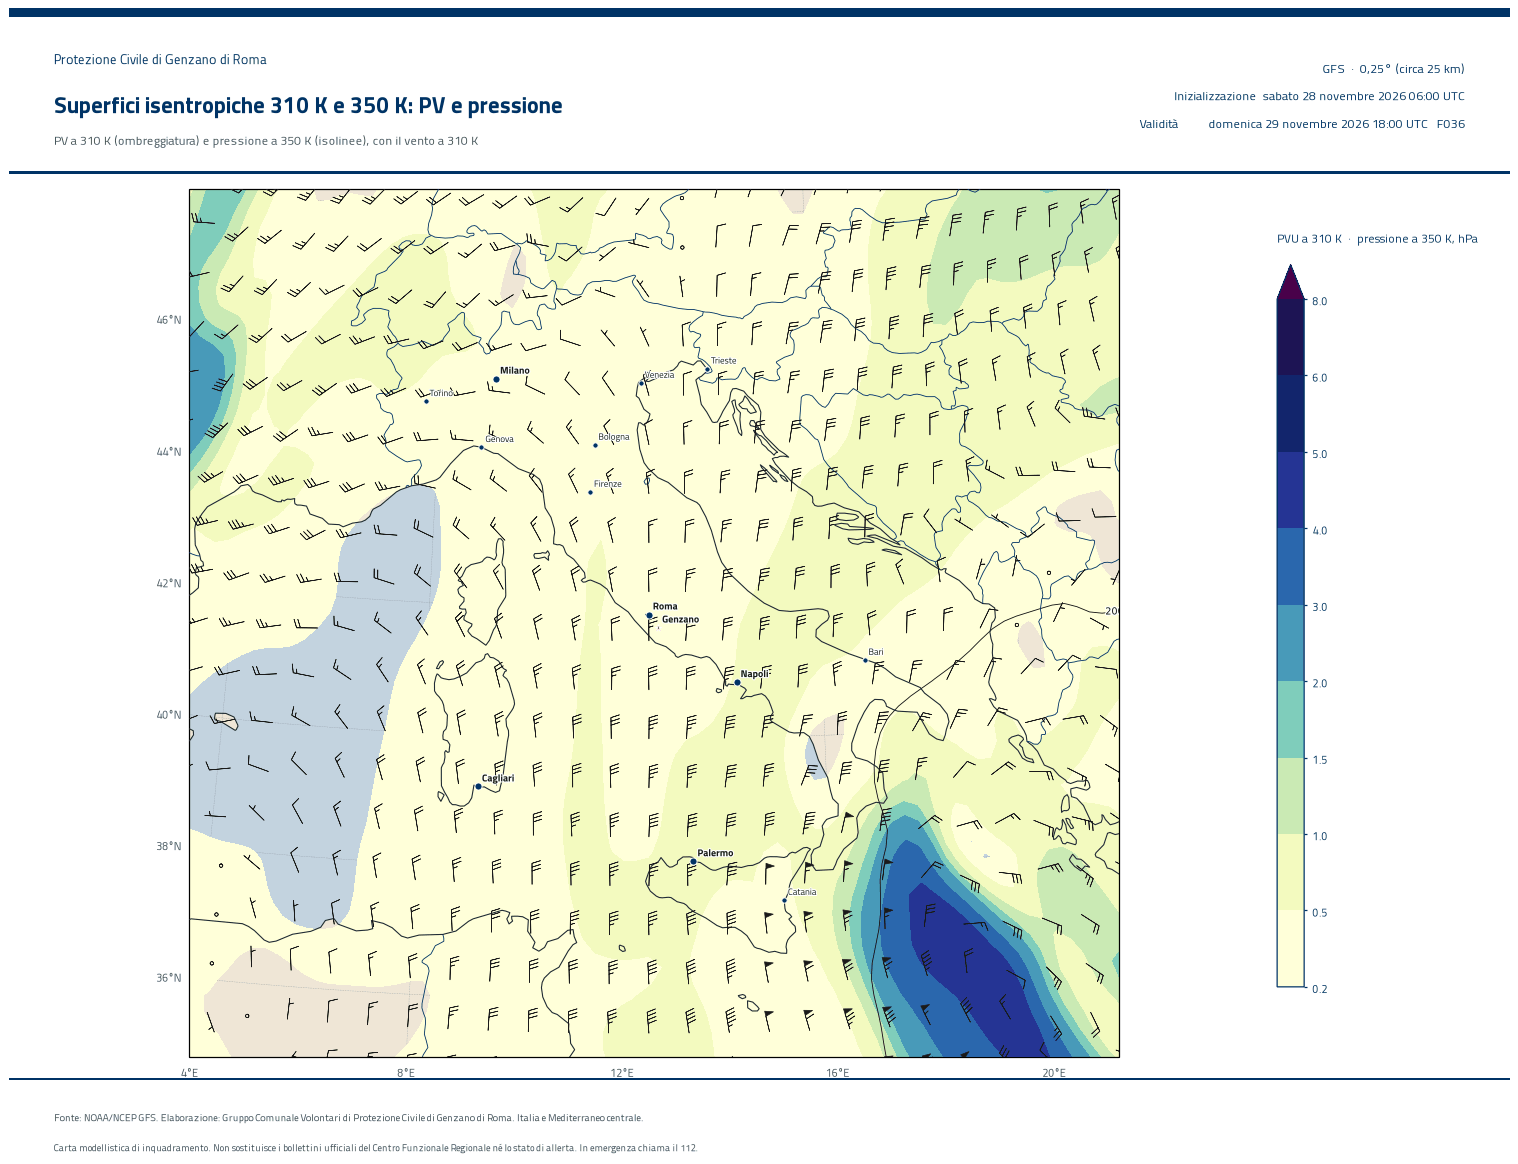 Protezione Civile di Genzano di Roma
Superfici isentropiche 310 K e 350 K: PV e pressione
PV a 310 K (ombreggiatura) e pressione a 350 K (isolinee), con il vento a 310 K
GFS · 0,25° (circa 25 km)
Inizializzazione sabato 28 novembre 2026 06:00 UTC
Validità domenica 29 novembre 2026 18:00 UTC F036
PVU a 310 K · pressione a 350 K, hPa
8.0
6.0
5.0
4.0
3.0
2.0
1.5
1.0
0.5
0.2
46°N
44°N
42°N
40°N
38°N
36°N
4°E
8°E
12°E
16°E
20°E
Trieste
Milano
Venezia
Torino
Bologna
Genova
Firenze
Roma
Genzano
200
Bari
Napoli
Cagliari
Palermo
Catania
Fonte: NOAA/NCEP GFS. Elaborazione: Gruppo Comunale Volontari di Protezione Civile di Genzano di Roma. Italia e Mediterraneo centrale.
Carta modellistica di inquadramento. Non sostituisce i bollettini ufficiali del Centro Funzionale Regionale né lo stato di allerta. In emergenza chiama il 112.